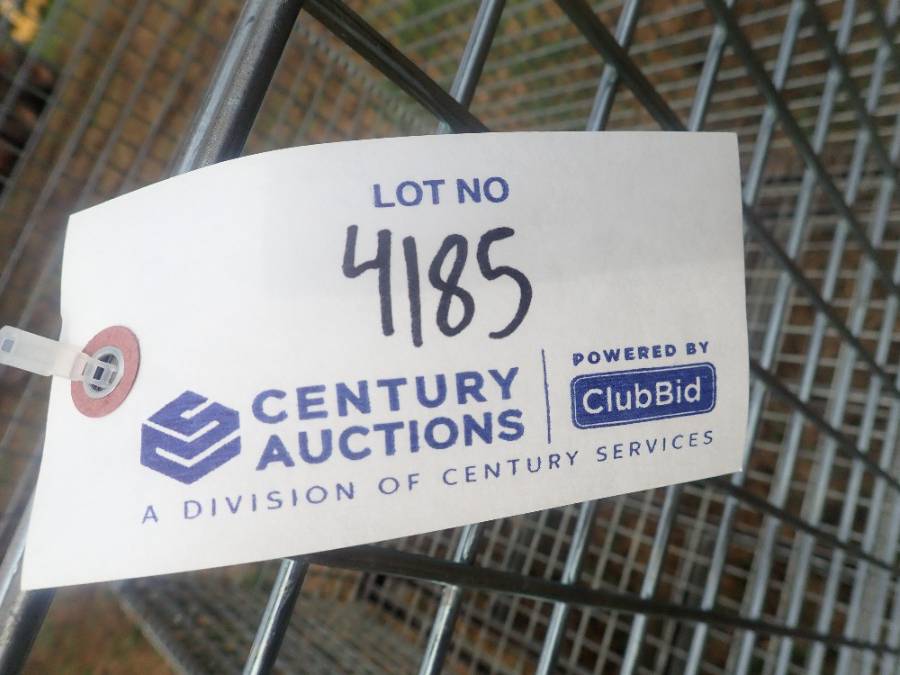 LOT NO
4185
CENTURY
AUCTIONS
POWERED BY
ClubBid
A DIVISION OF CENTURY SERVICES